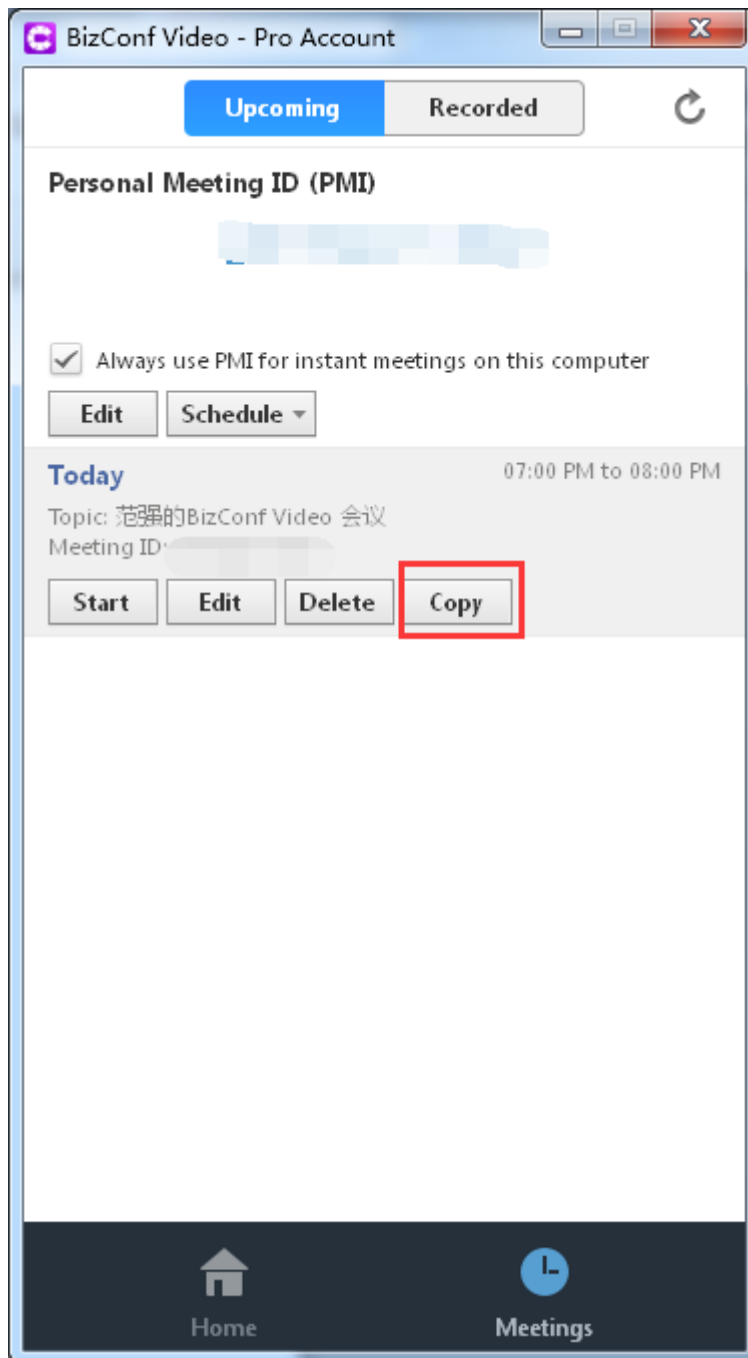 BizConf Video - Pro Account
Upcoming Recorded
Personal Meeting ID (PMI)
Always use PMI for instant meetings on this computer
Edit Schedule
Today 07:00 PM to 08:00 PM
Topic: 范强的BizConf Video 会议
Meeting ID:
Start Edit Delete Copy
Home Meetings